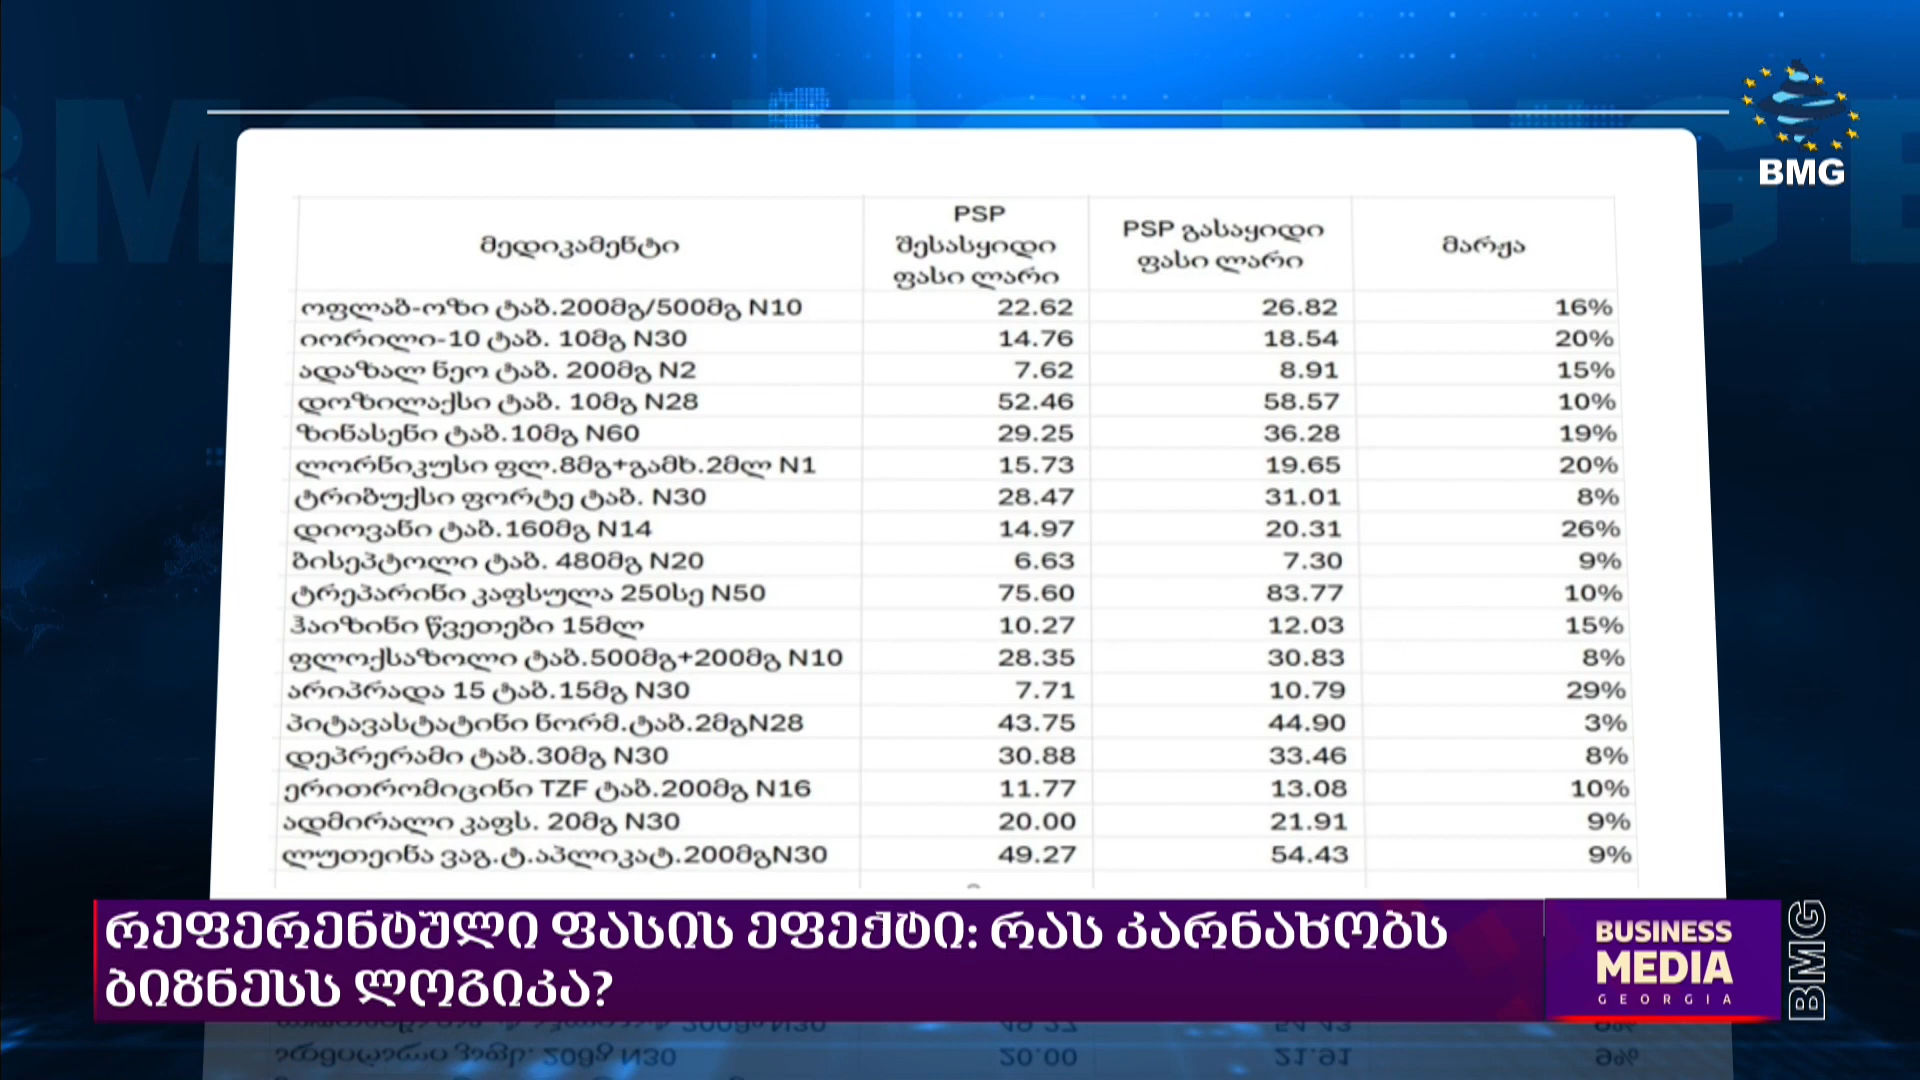 BMG
მედიკამენტი PSP შესასყიდი ფასი ლარი PSP გასაყიდი ფასი ლარი მარჟა
ოფლაბ-ოზი ტაბ.200მგ/500მგ N10 22.62 26.82 16%
იორილი-10 ტაბ. 10მგ N30 14.76 18.54 20%
ადაზალ ნეო ტაბ. 200მგ N2 7.62 8.91 15%
დოზილაქსი ტაბ. 10მგ N28 52.46 58.57 10%
ზინასენი ტაბ.10მგ N60 29.25 36.28 19%
ლორნიკუსი ფლ.8მგ+გამხ.2მლ N1 15.73 19.65 20%
ტრიბუქსი ფორტე ტაბ. N30 28.47 31.01 8%
დიოვანი ტაბ.160მგ N14 14.97 20.31 26%
ბისეპტოლი ტაბ. 480მგ N20 6.63 7.30 9%
ტრეპარინი კაფსულა 250სე N50 75.60 83.77 10%
ჰაიზინი წვეთები 15მლ 10.27 12.03 15%
ფლოქსაზოლი ტაბ.500მგ+200მგ N10 28.35 30.83 8%
არიპრადა 15 ტაბ.15მგ N30 7.71 10.79 29%
პიტავასტატინი ნორმ.ტაბ.2მგN28 43.75 44.90 3%
დეპრერამი ტაბ.30მგ N30 30.88 33.46 8%
ერითრომიცინი TZF ტაბ.200მგ N16 11.77 13.08 10%
ადმირალი კაფს. 20მგ N30 20.00 21.91 9%
ლუთეინა ვაგ.ტ.აპლიკატ.200მგN30 49.27 54.43 9%
რეფერენტული ფასის ეფექტი: რას კარნახობს
ბიზნესს ლოგიკა?
BUSINESS
MEDIA
GEORGIA
BMG